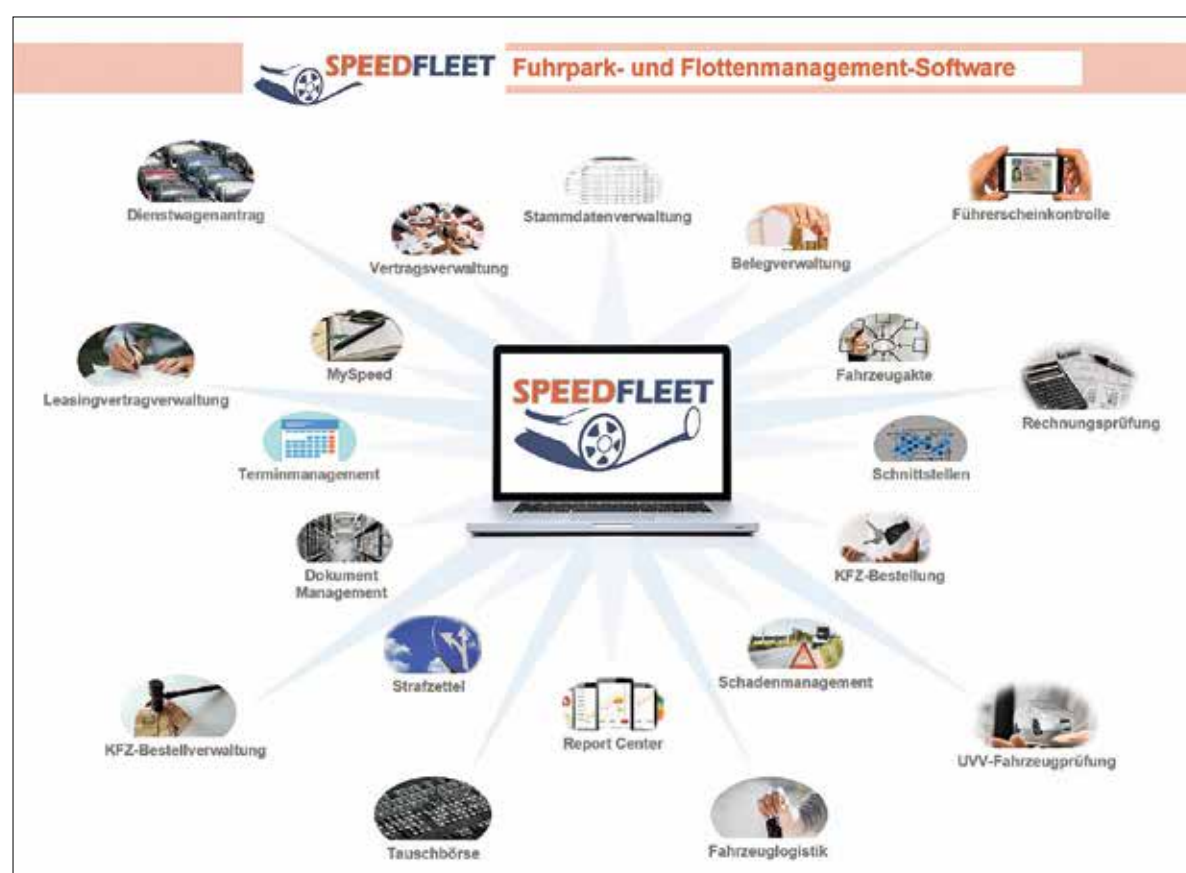 SPEEDFLEET Fuhrpark- und Flottenmanagement-Software
Dienstwagenantrag
Vertragsverwaltung
Stammdatenverwaltung
Belegverwaltung
Führerscheinkontrolle
Leasingvertragverwaltung
MySpeed
SPEEDFLEET
Fahrzeugakte
Rechnungsprüfung
Terminmanagement
Schnittstellen
Dokument
Management
KFZ-Bestellung
Strafzettel
Schadenmanagement
KFZ-Bestellverwaltung
Report Center
UVV-Fahrzeugprüfung
Tauschbörse
Fahrzeuglogistik